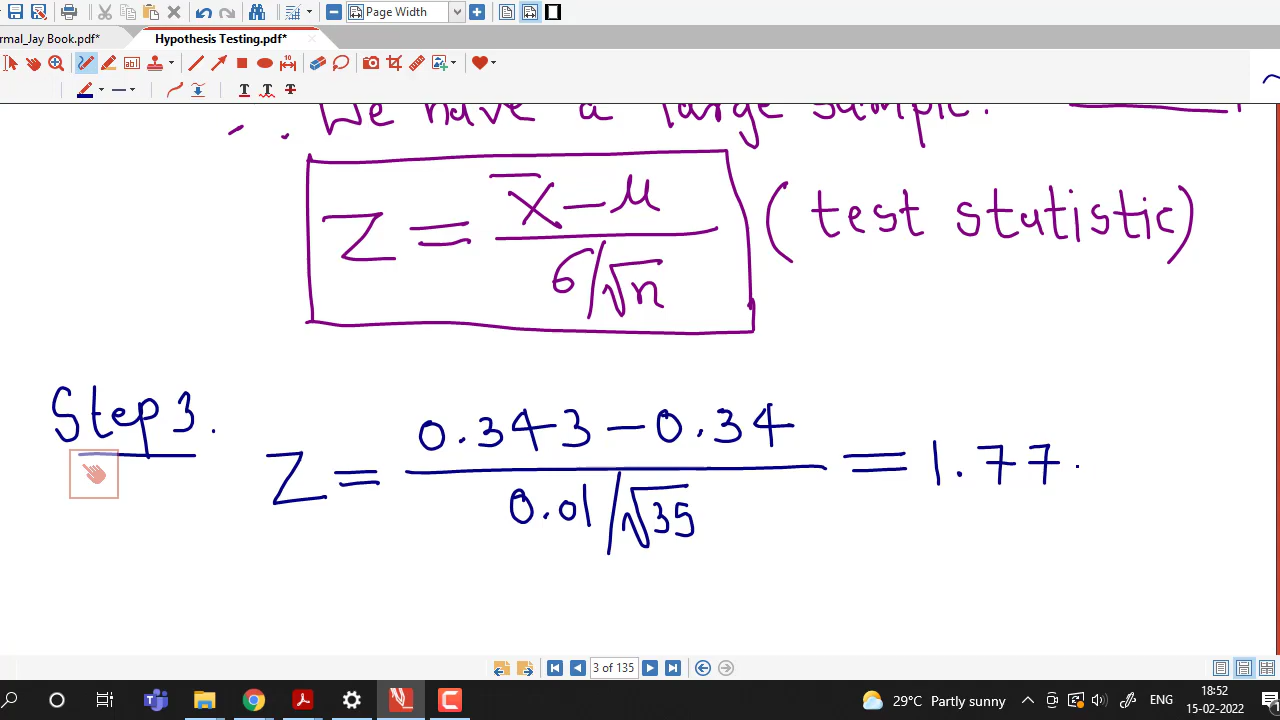 Page Width
rmal_Jay Book.pdf*
Hypothesis Testing.pdf*
∴ We have a large sample.
Z = X̄ - μ / σ/√n (test statistic)
Step 3.
Z = 0.343 - 0.34 / 0.01/√35 = 1.77.
3 of 135
29°C Partly sunny
ENG
18:52
15-02-2022